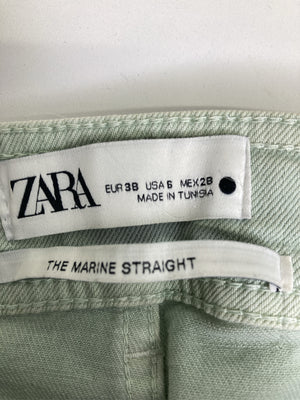 ZARA
EUR 38 USA 6 MEX 28
MADE IN TUNISIA
THE MARINE STRAIGHT